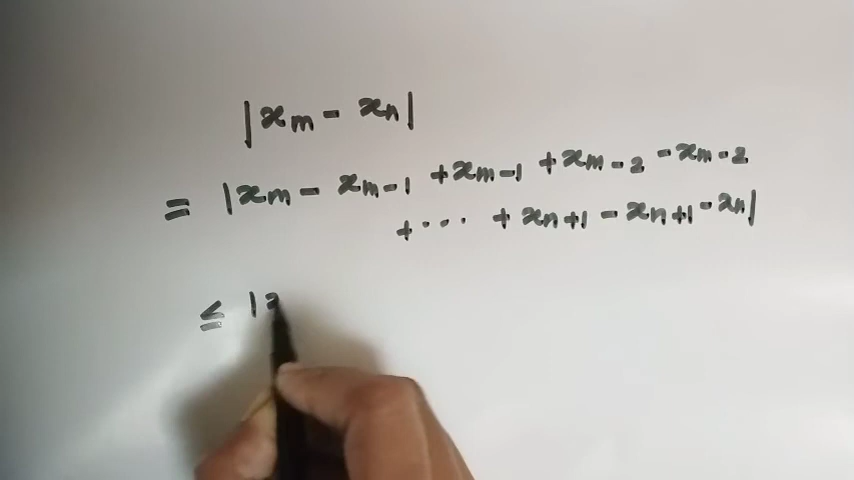 |xₘ - xₙ|
= |xₘ - xₘ₋₁ + xₘ₋₁ + xₘ₋₂ - xₘ₋₂
+ ... + xₙ₊₁ - xₙ₊₁ - xₙ|
≤ |